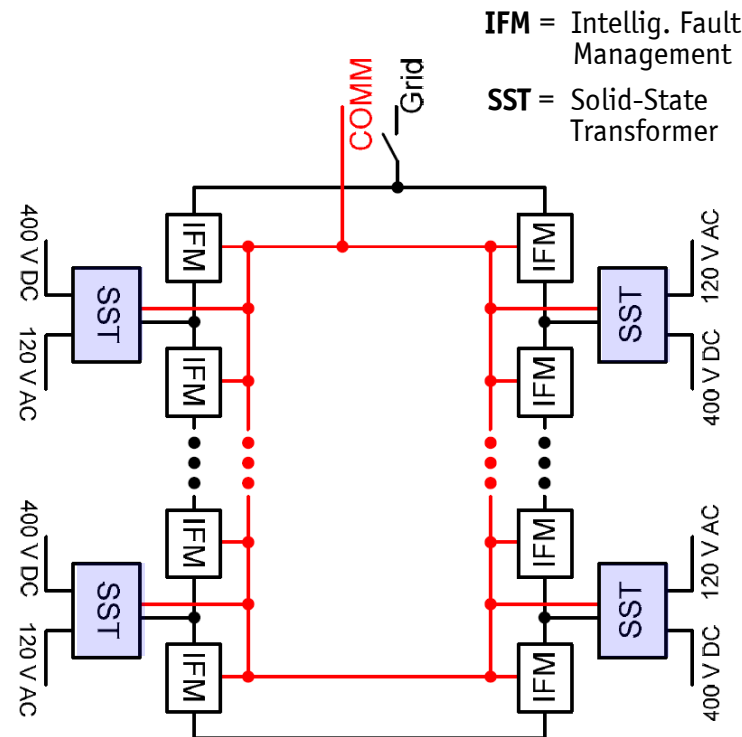 IFM = Intellig. Fault
Management
SST = Solid-State
Transformer
COMM
Grid
IFM
IFM
400 V DC
SST
120 V AC
120 V AC
SST
400 V DC
IFM
IFM
IFM
IFM
400 V DC
SST
120 V AC
120 V AC
SST
400 V DC
IFM
IFM